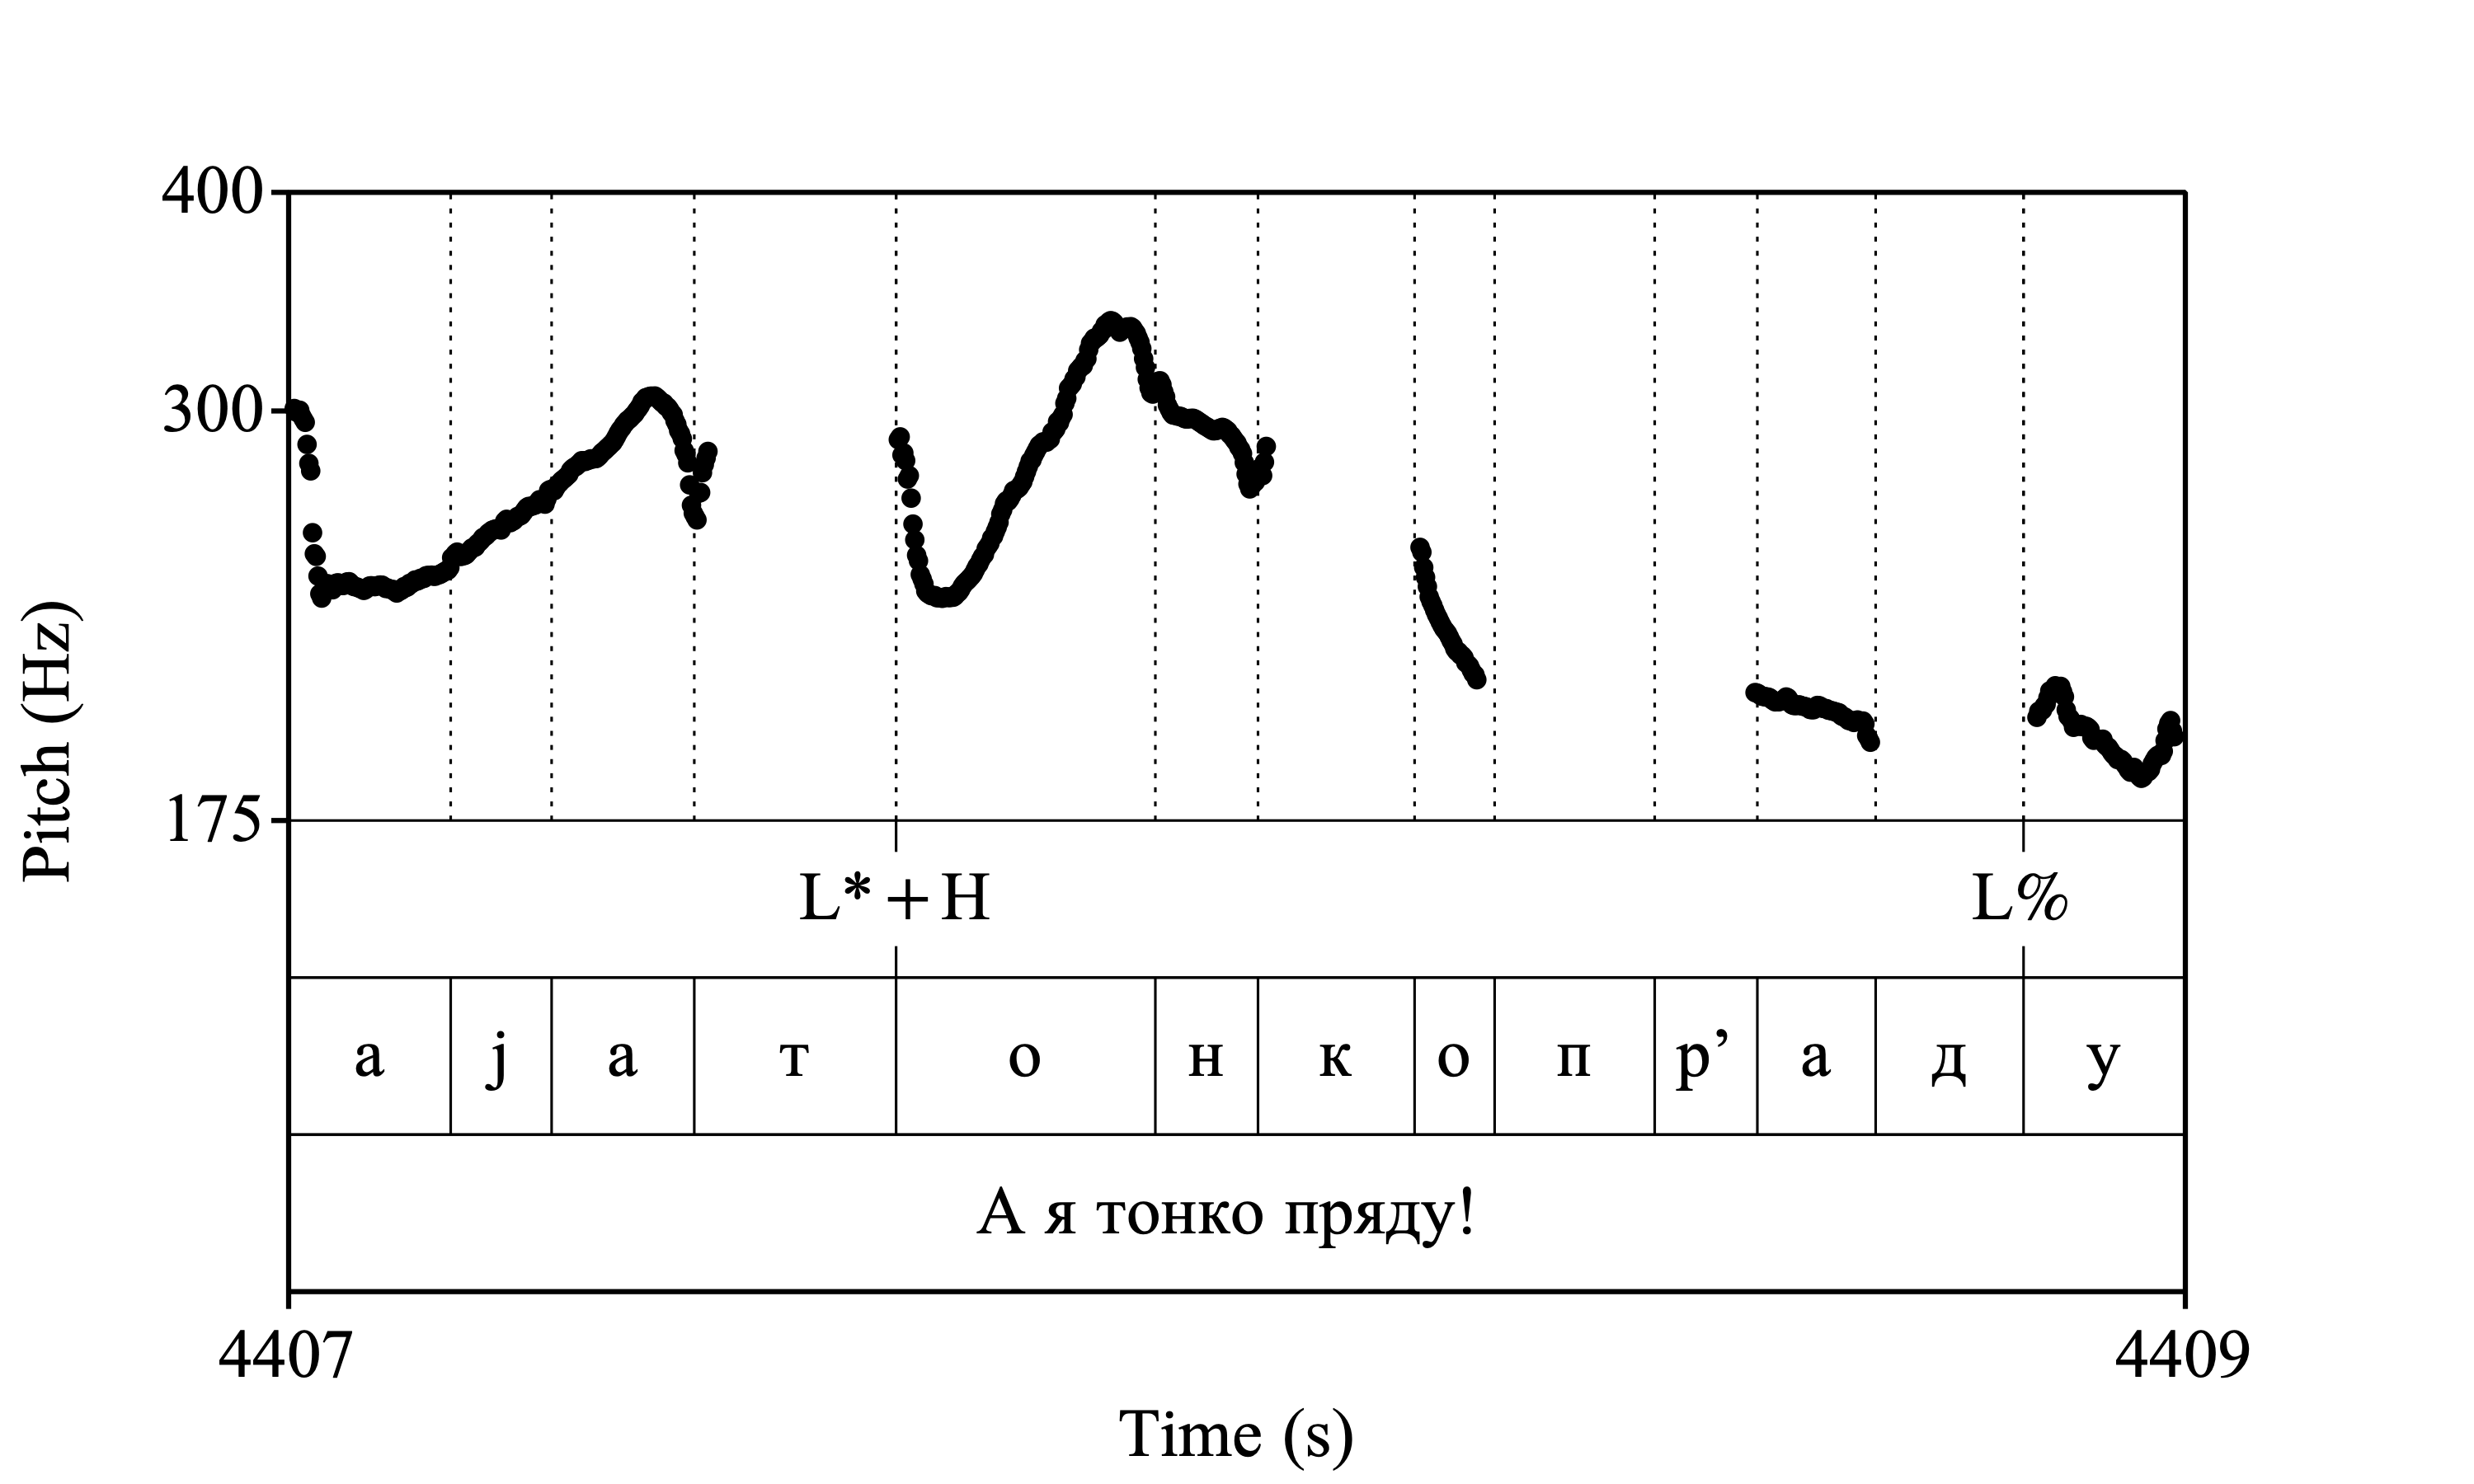 400
300
175
Pitch (Hz)
L*+H L%
а j а т о н к о п р’ а д у
А я тонко пряду!
4407 4409
Time (s)